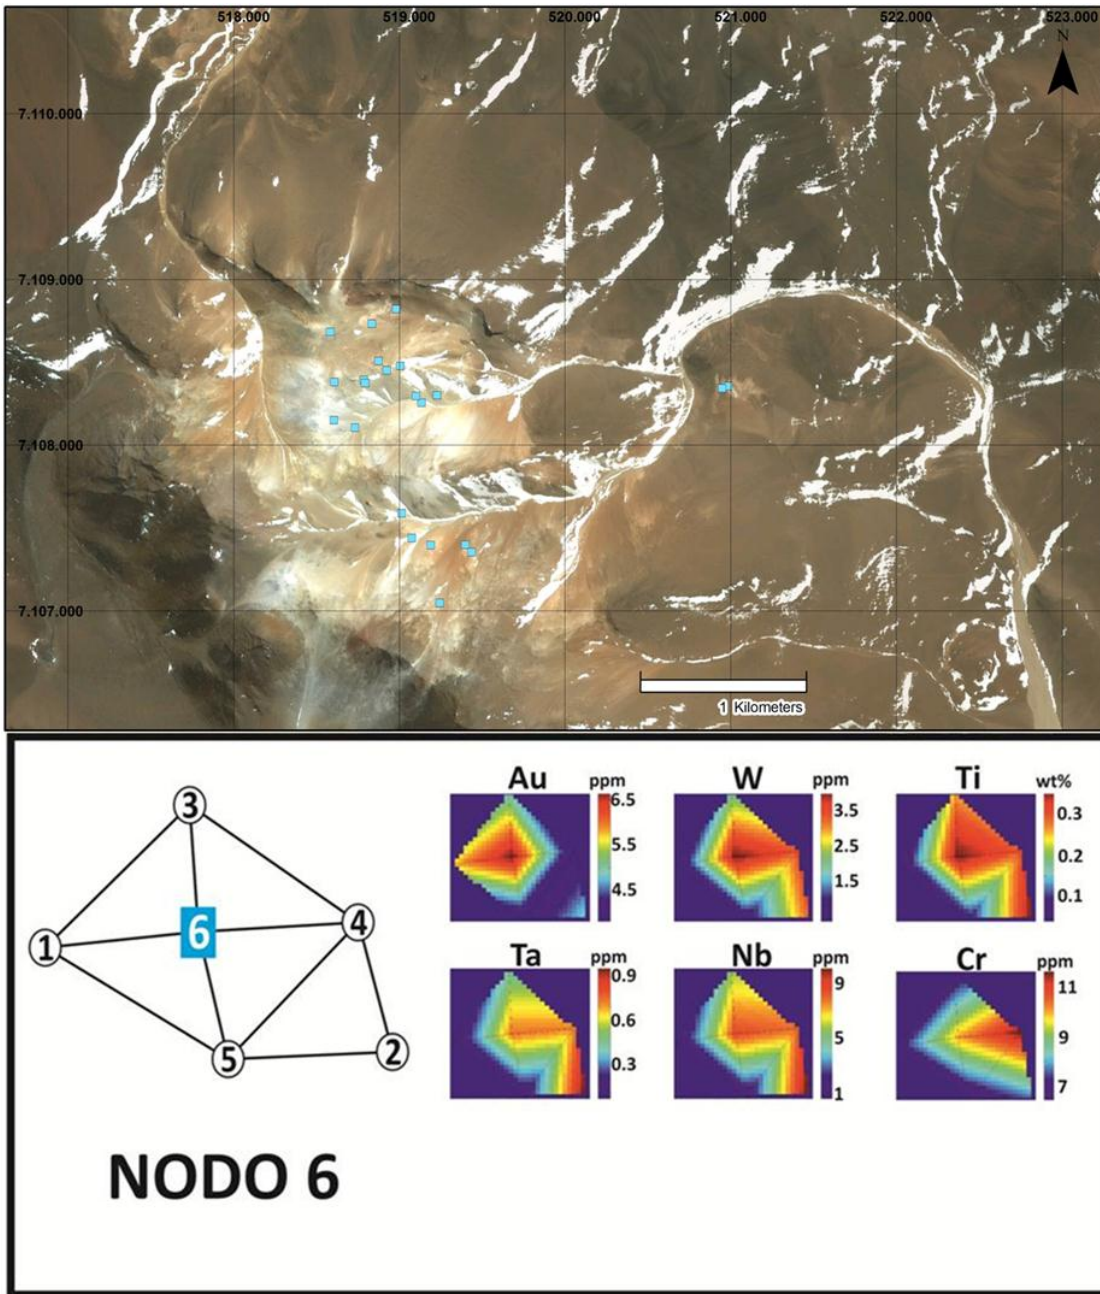 518.000 519.000 520.000 521.000 522.000 523.000
N
7.110.000
7.109.000
7.108.000
7.107.000
1 Kilometers
Au ppm W ppm Ti wt%
6.5 3.5 0.3
5.5 2.5 0.2
4.5 1.5 0.1
Ta ppm Nb ppm Cr ppm
0.9 9 11
0.6 5 9
0.3 1 7
3
6
4
1
5
2
NODO 6